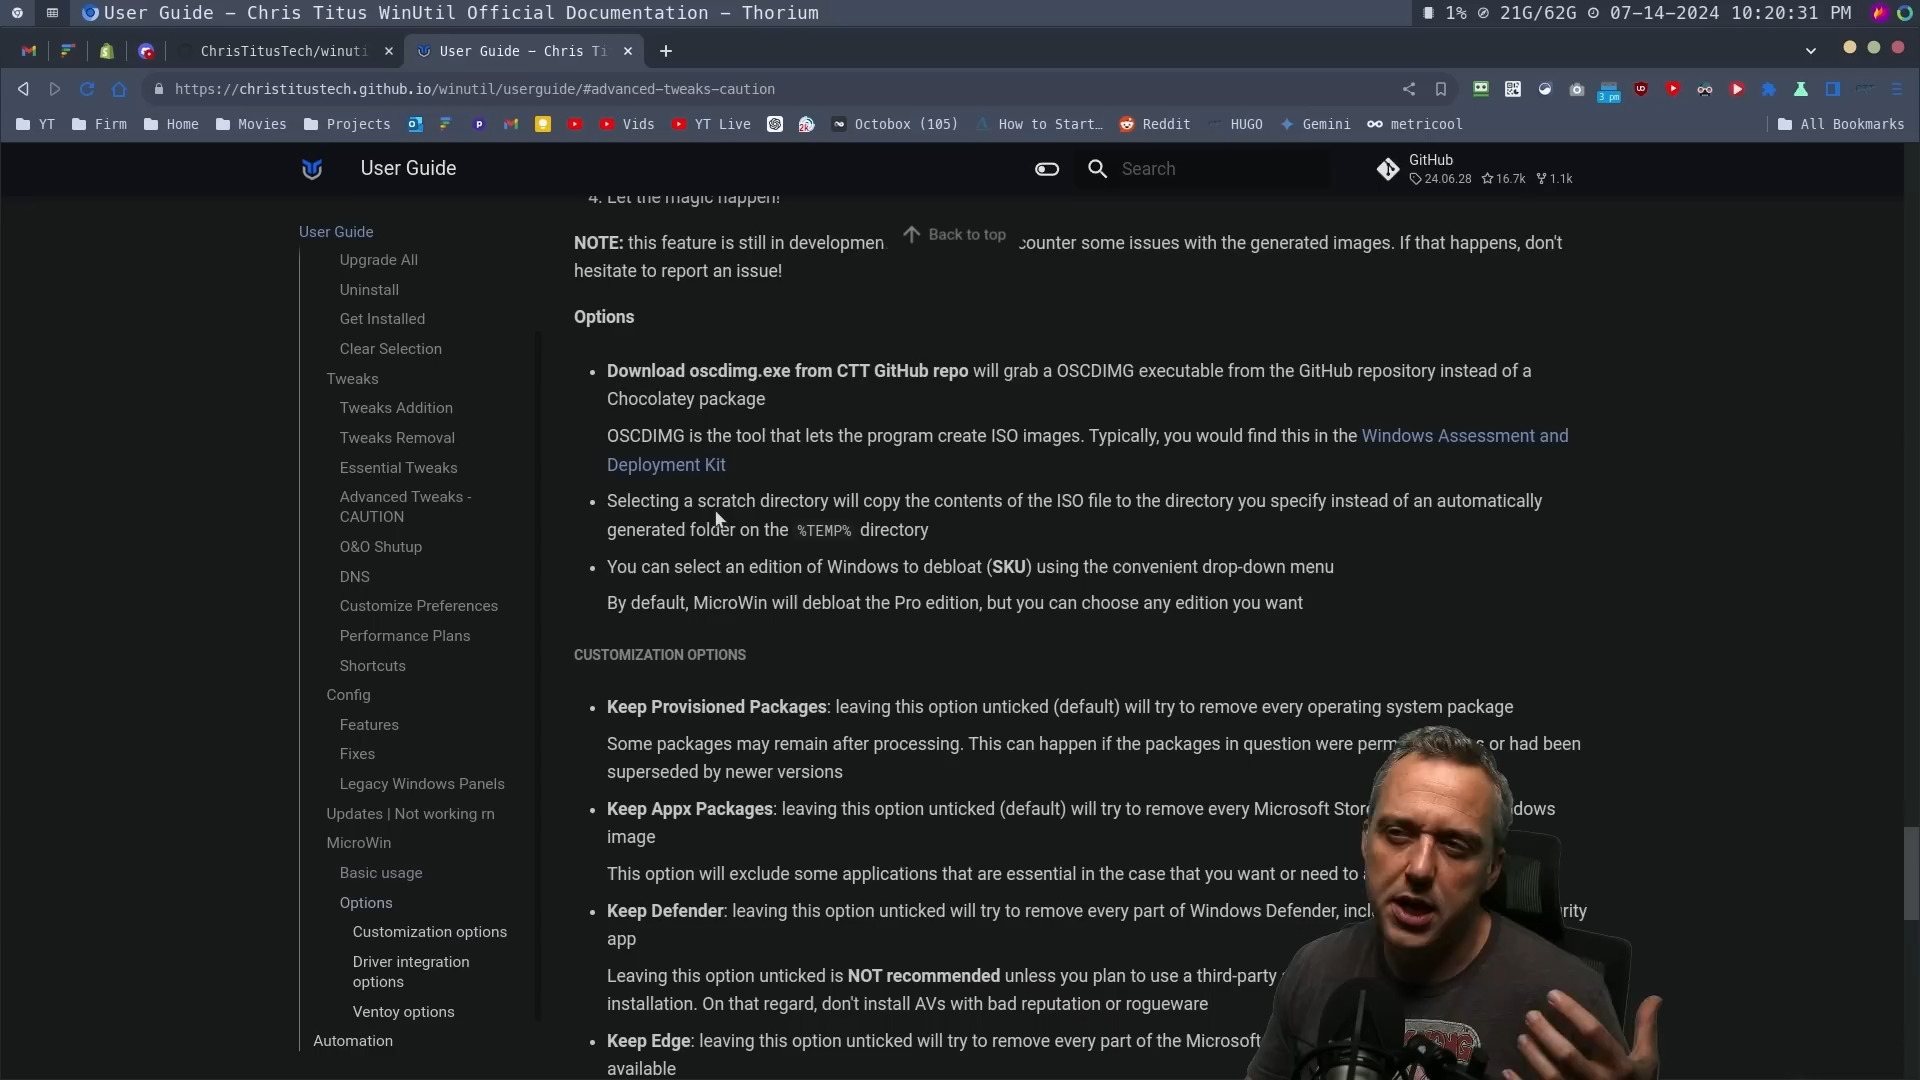 User Guide – Chris Titus WinUtil Official Documentation – Thorium
1% 21G/62G 07-14-2024 10:20:31 PM
ChrisTitusTech/winuti
User Guide – Chris Ti
https://christitustech.github.io/winutil/userguide/#advanced-tweaks-caution
3 pm
YT
Firm
Home
Movies
Projects
Vids
YT Live
Octobox (105)
How to Start…
Reddit
HUGO
Gemini
metricool
All Bookmarks
User Guide
Search
GitHub
24.06.28 16.7k 1.1k
User Guide
Upgrade All
Uninstall
Get Installed
Clear Selection
Tweaks
Tweaks Addition
Tweaks Removal
Essential Tweaks
Advanced Tweaks -
CAUTION
O&O Shutup
DNS
Customize Preferences
Performance Plans
Shortcuts
Config
Features
Fixes
Legacy Windows Panels
Updates | Not working rn
MicroWin
Basic usage
Options
Customization options
Driver integration
options
Ventoy options
Automation
4. Let the magic happen!
Back to top
NOTE: this feature is still in developmen counter some issues with the generated images. If that happens, don't
hesitate to report an issue!
Options
• Download oscdimg.exe from CTT GitHub repo will grab a OSCDIMG executable from the GitHub repository instead of a
Chocolatey package
OSCDIMG is the tool that lets the program create ISO images. Typically, you would find this in the Windows Assessment and
Deployment Kit
• Selecting a scratch directory will copy the contents of the ISO file to the directory you specify instead of an automatically
generated folder on the %TEMP% directory
• You can select an edition of Windows to debloat (SKU) using the convenient drop-down menu
By default, MicroWin will debloat the Pro edition, but you can choose any edition you want
CUSTOMIZATION OPTIONS
• Keep Provisioned Packages: leaving this option unticked (default) will try to remove every operating system package
Some packages may remain after processing. This can happen if the packages in question were perm or had been
superseded by newer versions
• Keep Appx Packages: leaving this option unticked (default) will try to remove every Microsoft Stor ndows
image
This option will exclude some applications that are essential in the case that you want or need to
• Keep Defender: leaving this option unticked will try to remove every part of Windows Defender, incl rity
app
Leaving this option unticked is NOT recommended unless you plan to use a third-party
installation. On that regard, don't install AVs with bad reputation or rogueware
• Keep Edge: leaving this option unticked will try to remove every part of the Microsoft
available